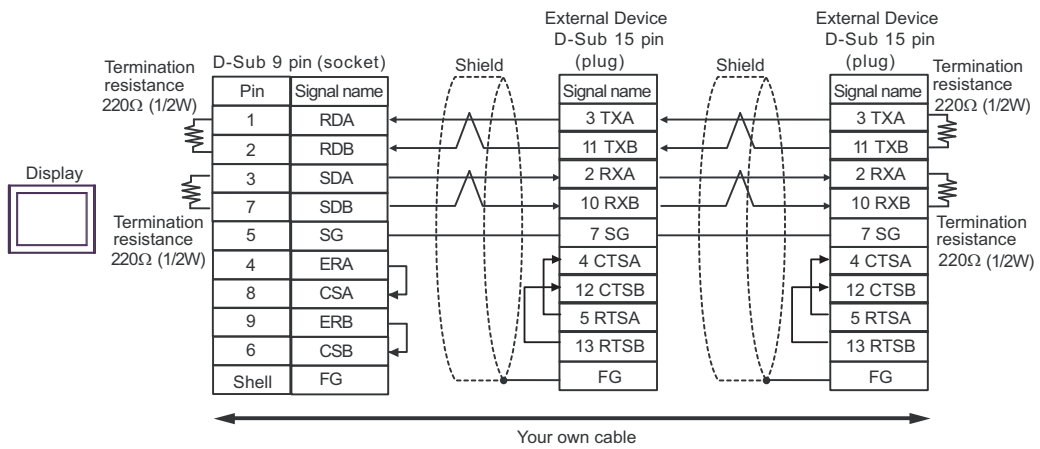 External Device
D-Sub 15 pin
(plug)
External Device
D-Sub 15 pin
(plug)
Termination
resistance
220Ω (1/2W)
D-Sub 9 pin (socket)
Shield
Shield
Termination
resistance
220Ω (1/2W)
Pin Signal name Signal name Signal name
1 RDA 3 TXA 3 TXA
2 RDB 11 TXB 11 TXB
Display
3 SDA 2 RXA 2 RXA
7 SDB 10 RXB 10 RXB
Termination
resistance
220Ω (1/2W)
Termination
resistance
220Ω (1/2W)
5 SG 7 SG 7 SG
4 ERA 4 CTSA 4 CTSA
8 CSA 12 CTSB 12 CTSB
9 ERB 5 RTSA 5 RTSA
6 CSB 13 RTSB 13 RTSB
Shell FG FG FG
Your own cable